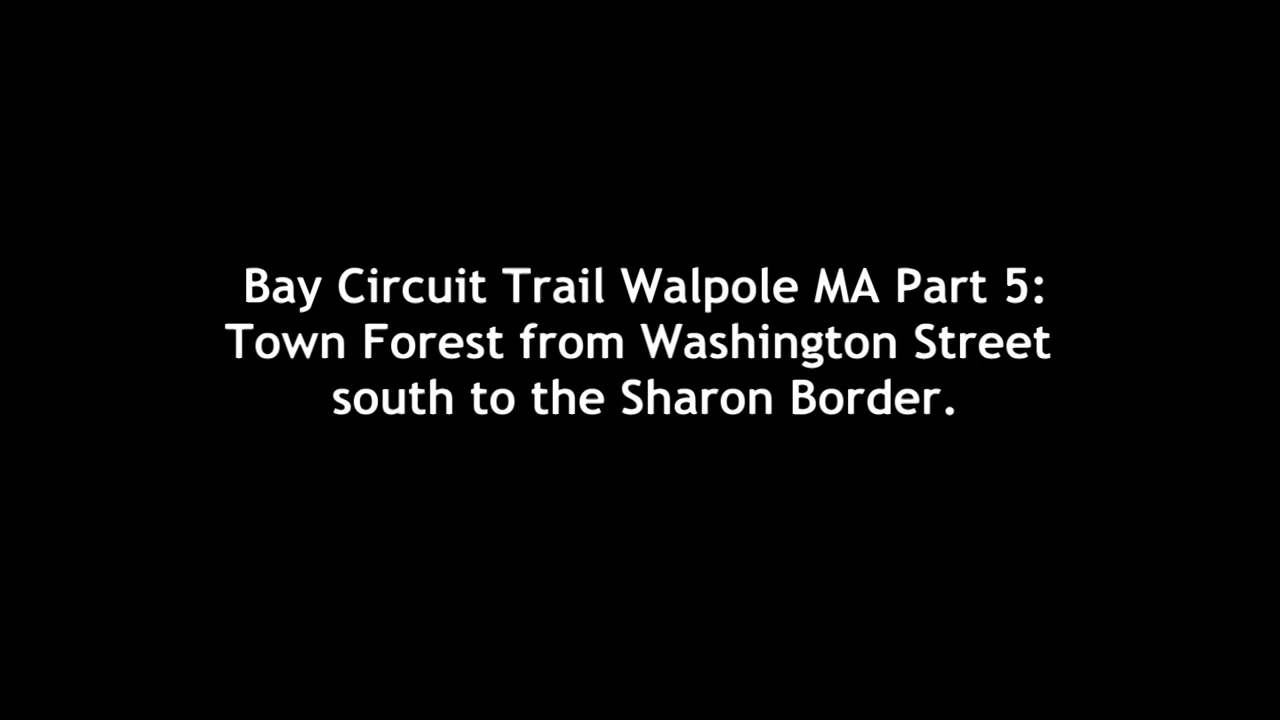 Bay Circuit Trail Walpole MA Part 5:
Town Forest from Washington Street
south to the Sharon Border.